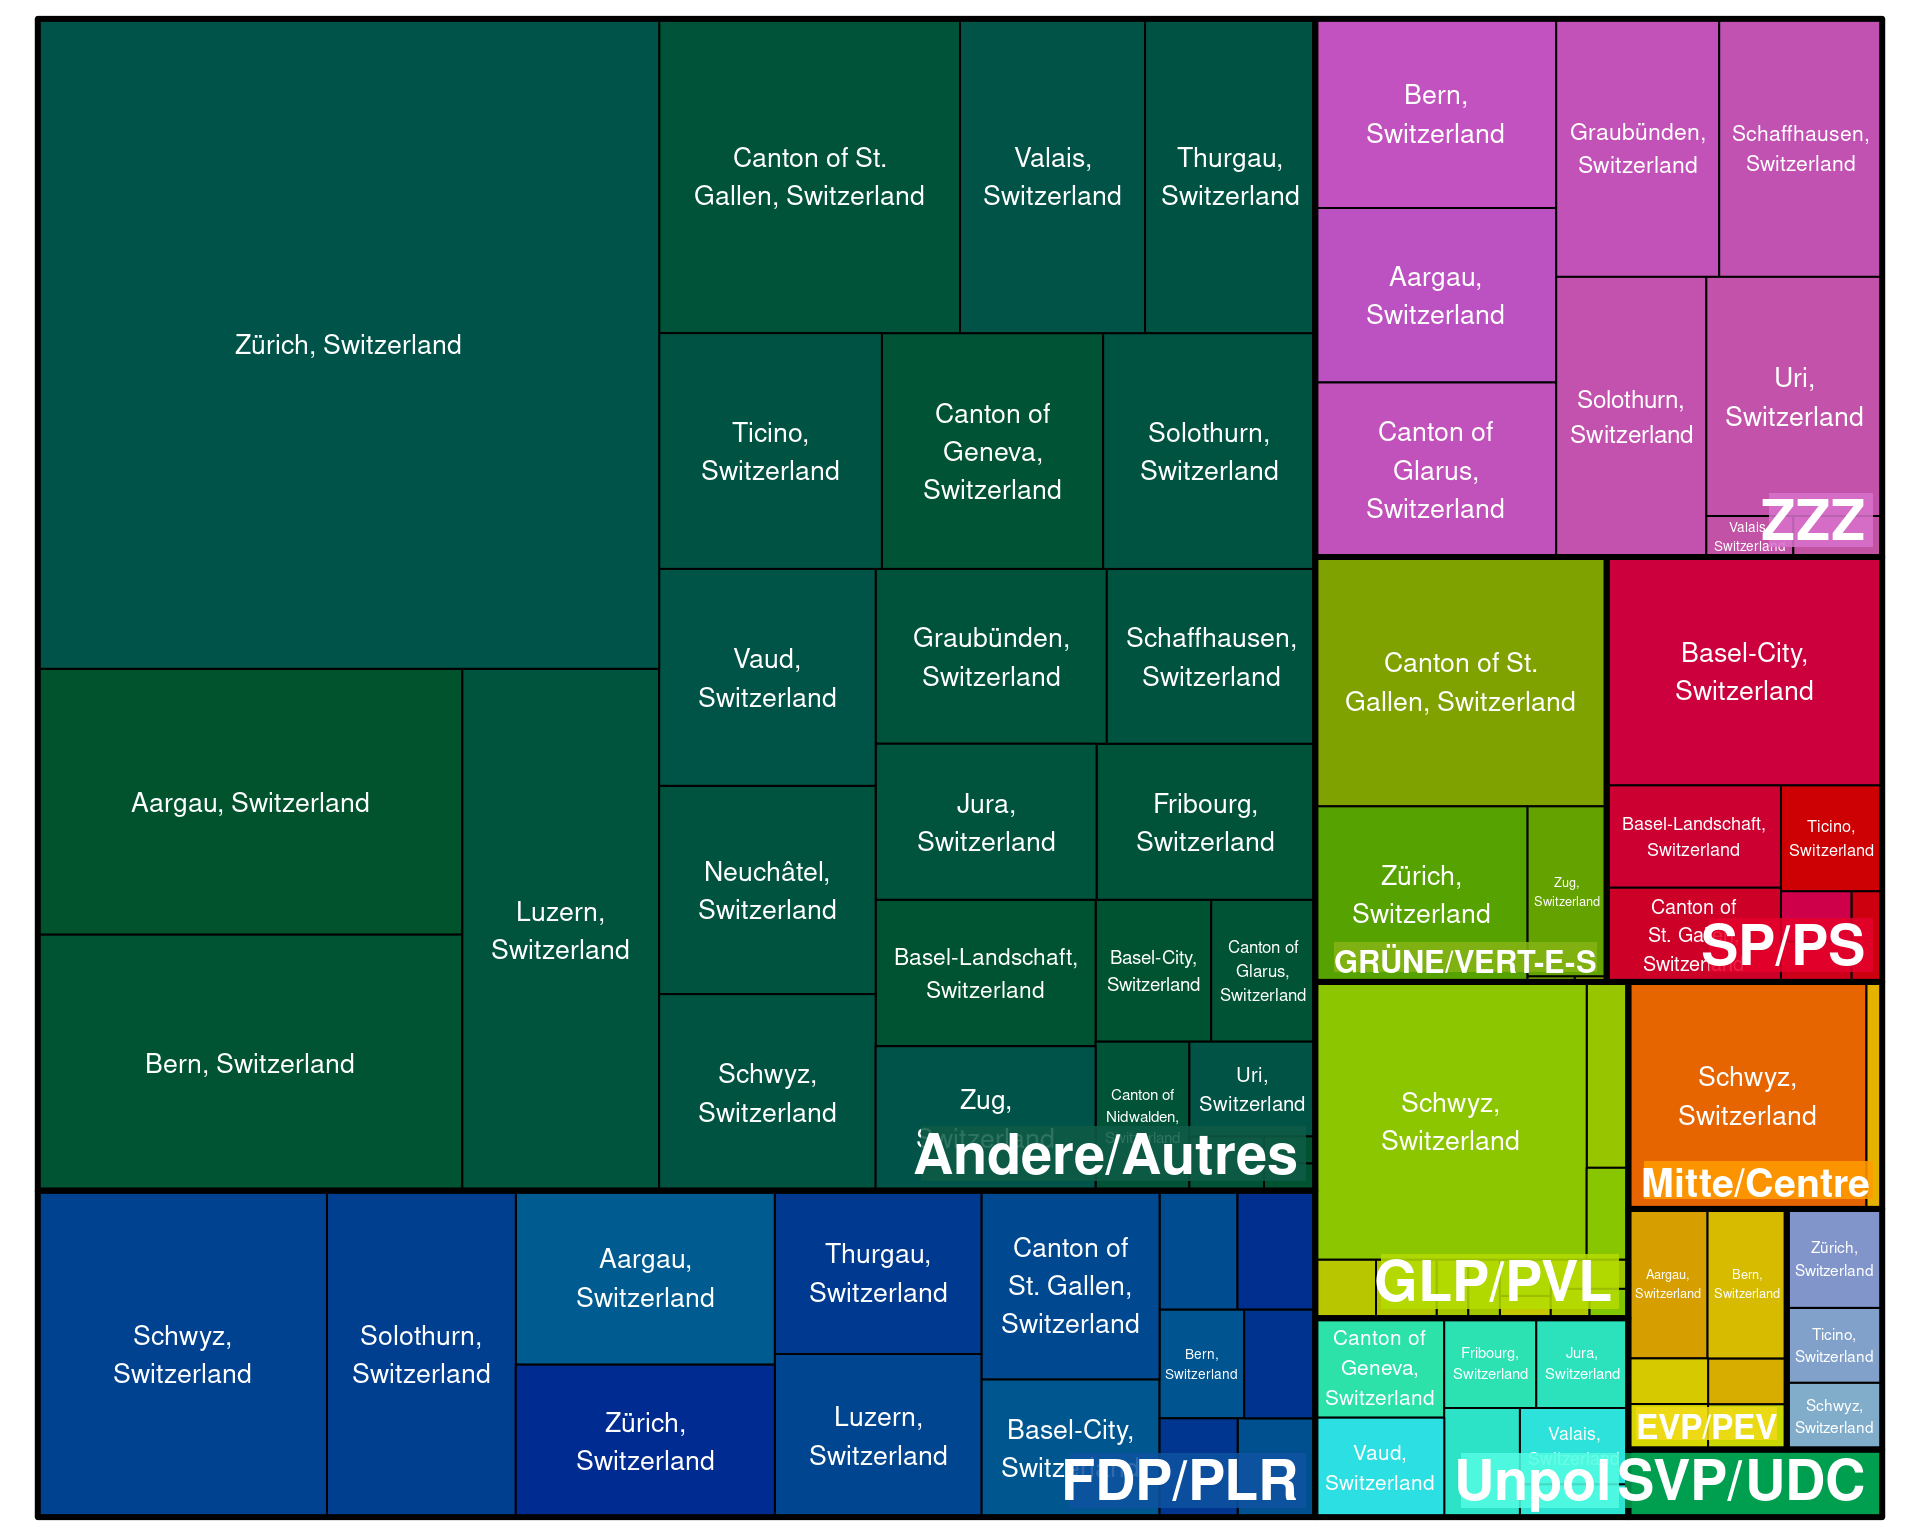 Zürich, Switzerland
Canton of St.
Gallen, Switzerland
Valais,
Switzerland
Thurgau,
Switzerland
Ticino,
Switzerland
Canton of
Geneva,
Switzerland
Solothurn,
Switzerland
Vaud,
Switzerland
Graubünden,
Switzerland
Schaffhausen,
Switzerland
Aargau, Switzerland
Bern, Switzerland
Luzern,
Switzerland
Neuchâtel,
Switzerland
Schwyz,
Switzerland
Jura,
Switzerland
Fribourg,
Switzerland
Basel-Landschaft,
Switzerland
Basel-City,
Switzerland
Canton of
Glarus,
Switzerland
Zug,
Switzerland
Canton of
Nidwalden,
Switzerland
Uri,
Switzerland
Andere/Autres
Bern,
Switzerland
Graubünden,
Switzerland
Schaffhausen,
Switzerland
Aargau,
Switzerland
Canton of
Glarus,
Switzerland
Solothurn,
Switzerland
Uri,
Switzerland
Valais,
Switzerland
ZZZ
Canton of St.
Gallen, Switzerland
Zürich,
Switzerland
Zug,
Switzerland
GRÜNE/VERT-E-S
Basel-City,
Switzerland
Basel-Landschaft,
Switzerland
Ticino,
Switzerland
Canton of
St. Gallen,
Switzerland
SP/PS
Schwyz,
Switzerland
GLP/PVL
Schwyz,
Switzerland
Mitte/Centre
Aargau,
Switzerland
Bern,
Switzerland
EVP/PEV
Zürich,
Switzerland
Ticino,
Switzerland
Schwyz,
Switzerland
Schwyz,
Switzerland
Solothurn,
Switzerland
Aargau,
Switzerland
Zürich,
Switzerland
Thurgau,
Switzerland
Luzern,
Switzerland
Canton of
St. Gallen,
Switzerland
Basel-City,
Switzerland
Bern,
Switzerland
FDP/PLR
Canton of
Geneva,
Switzerland
Fribourg,
Switzerland
Jura,
Switzerland
Vaud,
Switzerland
Valais,
Switzerland
Unpol
SVP/UDC